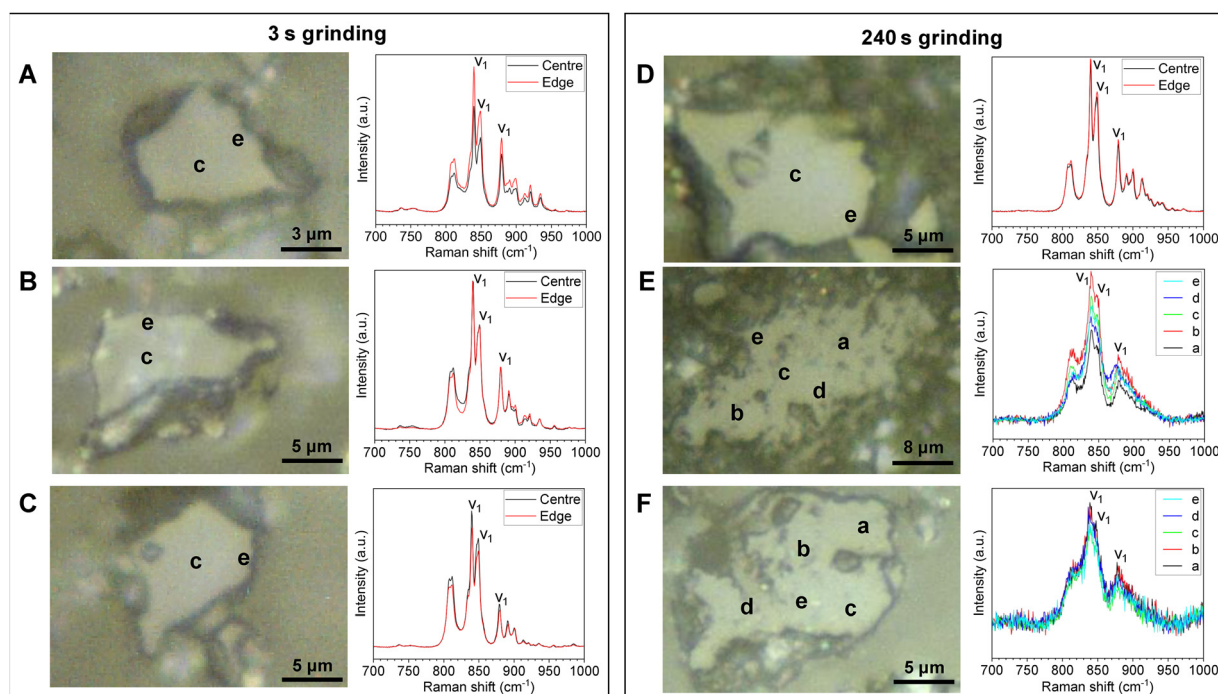 3 s grinding
A
e
c
3 µm
V1
V1
V1
Centre
Edge
Intensity (a.u.)
700 750 800 850 900 950 1000
Raman shift (cm-1)
B
e
c
5 µm
V1
V1
V1
Centre
Edge
Intensity (a.u.)
700 750 800 850 900 950 1000
Raman shift (cm-1)
C
c
e
5 µm
V1
V1
V1
Centre
Edge
Intensity (a.u.)
700 750 800 850 900 950 1000
Raman shift (cm-1)
240 s grinding
D
c
e
5 µm
V1
V1
V1
Centre
Edge
Intensity (a.u.)
700 750 800 850 900 950 1000
Raman shift (cm-1)
E
e
a
c
d
b
8 µm
V1 V1
V1
e
d
c
b
a
Intensity (a.u.)
700 750 800 850 900 950 1000
Raman shift (cm-1)
F
a
b
d
e
c
5 µm
V1
V1
V1
e
d
c
b
a
Intensity (a.u.)
700 750 800 850 900 950 1000
Raman shift (cm-1)